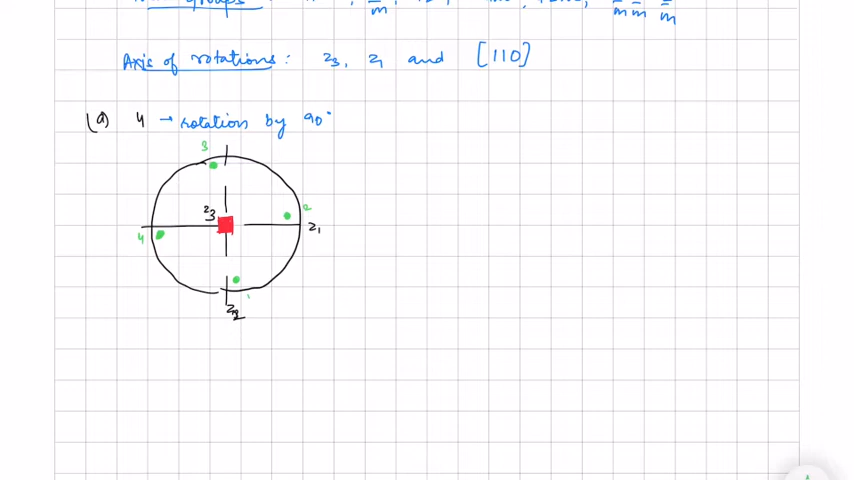 m m m m
Axis of rotations : z3, z1 and [110]
(a) 4 → rotation by 90°
3
2
z3
z1
4
1
z2